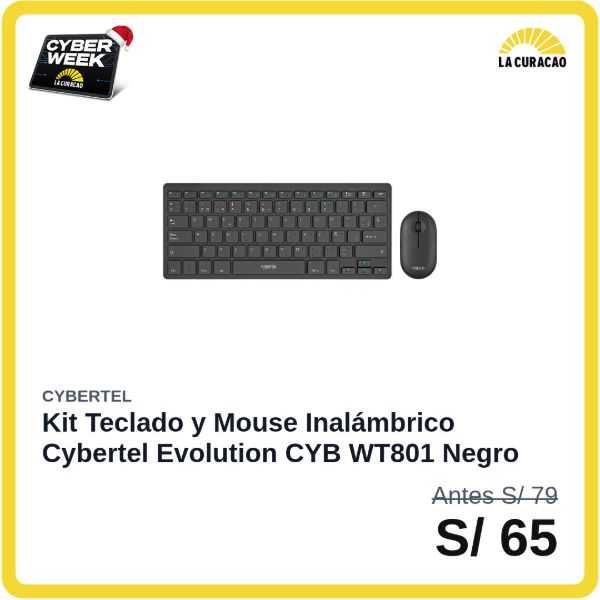 CYBER
WEEK
LA CURACAO
LA CURACAO
CYBERTEL
Kit Teclado y Mouse Inalámbrico
Cybertel Evolution CYB WT801 Negro
Antes S/ 79
S/ 65